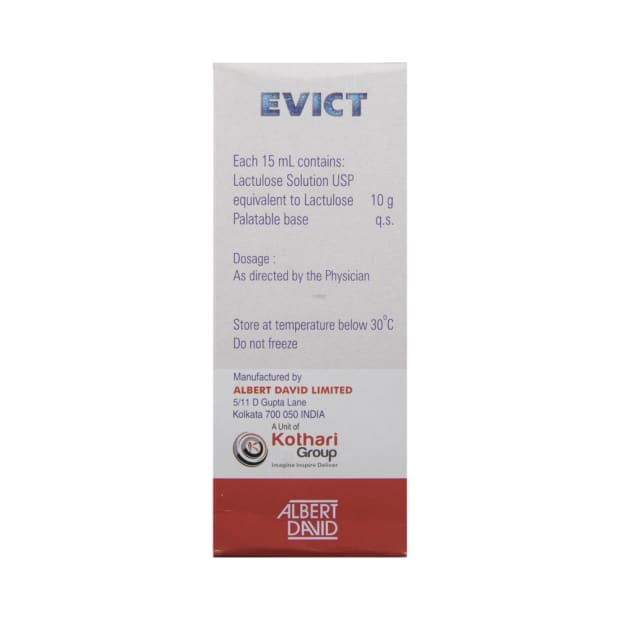 EVICT
Each 15 mL contains:
Lactulose Solution USP
equivalent to Lactulose 10 g
Palatable base q.s.
Dosage :
As directed by the Physician
Store at temperature below 30°C
Do not freeze
Manufactured by
ALBERT DAVID LIMITED
5/11 D Gupta Lane
Kolkata 700 050 INDIA
A Unit of
Kothari
Group
Imagine Inspire Deliver
ALBERT
DAVID